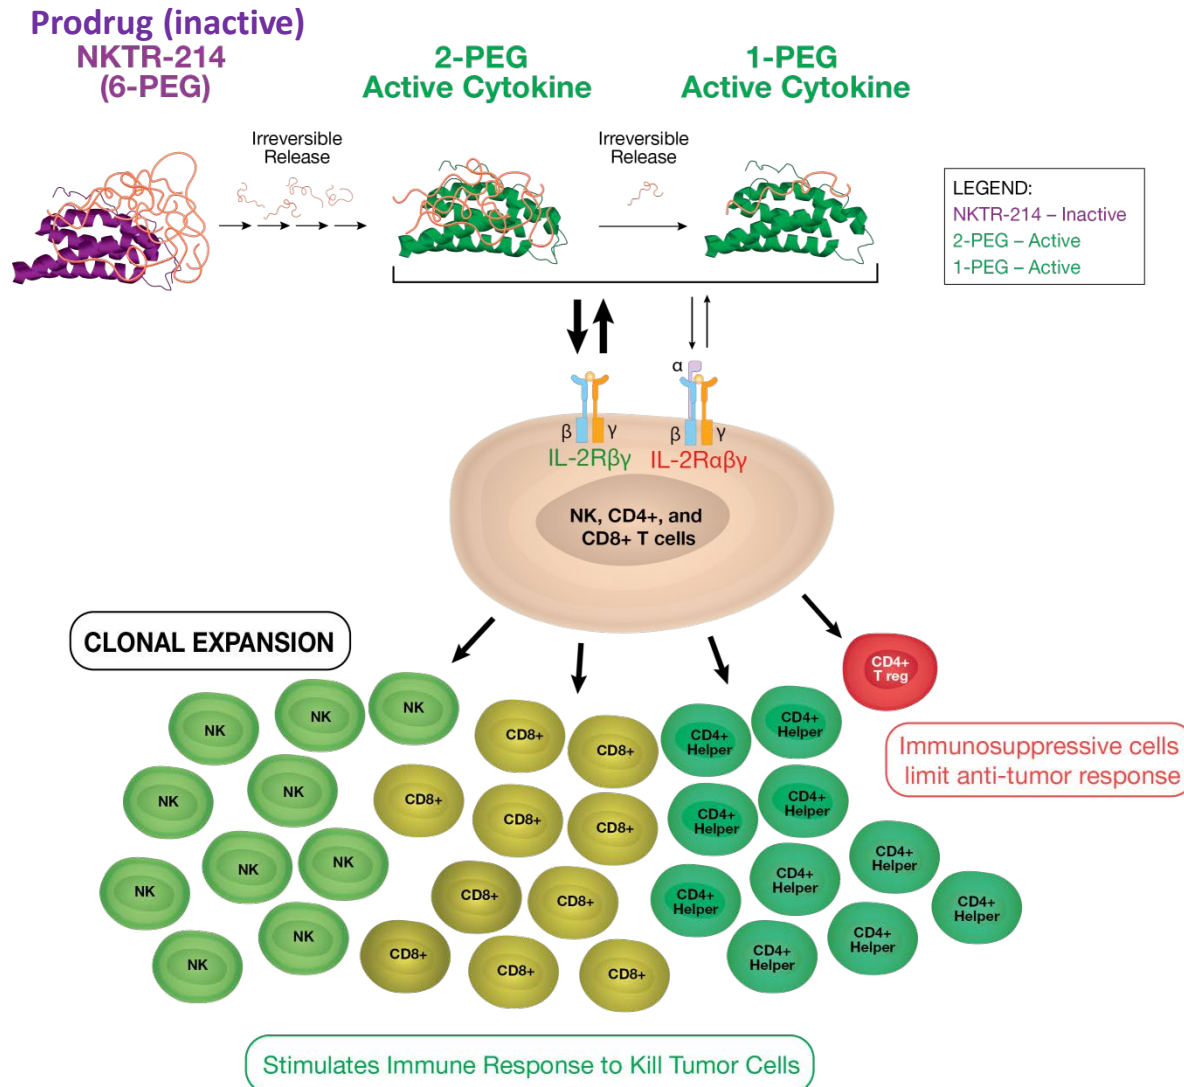 Prodrug (inactive)
NKTR-214
(6-PEG)
2-PEG
Active Cytokine
1-PEG
Active Cytokine
Irreversible
Release
Irreversible
Release
LEGEND:
NKTR-214 – Inactive
2-PEG – Active
1-PEG – Active
α
β
γ
β
γ
IL-2Rβγ
IL-2Rαβγ
NK, CD4+, and
CD8+ T cells
CLONAL EXPANSION
CD4+
T reg
Immunosuppressive cells
limit anti-tumor response
NK
NK
NK
NK
NK
NK
NK
NK
NK
NK
CD8+
CD8+
CD8+
CD8+
CD8+
CD8+
CD8+
CD8+
CD8+
CD8+
CD4+
Helper
CD4+
Helper
CD4+
Helper
CD4+
Helper
CD4+
Helper
CD4+
Helper
CD4+
Helper
CD4+
Helper
CD4+
Helper
CD4+
Helper
Stimulates Immune Response to Kill Tumor Cells